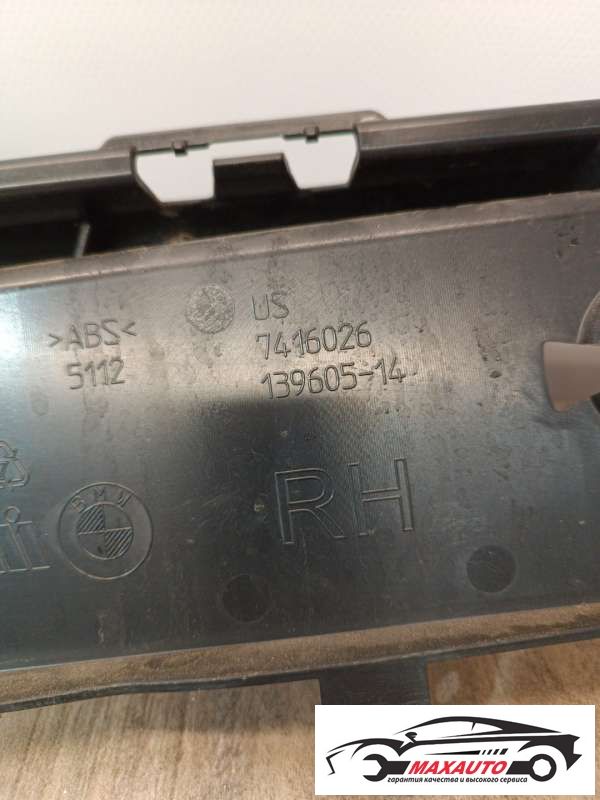 >ABS<
5112
US
7416026
139605-14
BMW
RH
MAXAUTO
гарантия качества и высокого сервиса